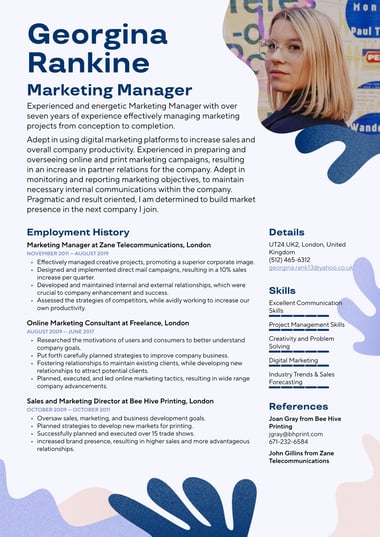 Georgina
Rankine
Marketing Manager
Experienced and energetic Marketing Manager with over
seven years of experience effectively managing marketing
projects from conception to completion.
Adept in using digital marketing platforms to increase sales and
overall company productivity. Experienced in preparing and
overseeing online and print marketing campaigns, resulting
in an increase in partner relations for the company. Adept in
monitoring and reporting marketing objectives, to maintain
necessary internal communications within the company.
Pragmatic and result oriented, I am determined to build market
presence in the next company I join.
Employment History
Marketing Manager at Zane Telecommunications, London
NOVEMBER 2011 – AUGUST 2019
• Effectively managed creative projects, promoting a superior corporate image.
• Designed and implemented direct mail campaigns, resulting in a 10% sales
increase per quarter.
• Developed and maintained internal and external relationships, which were
crucial to company enhancement and success.
• Assessed the strategies of competitors, while avidly working to increase our
own productivity.
Online Marketing Consultant at Freelance, London
AUGUST 2009 – JUNE 2017
• Researched the motivations of users and consumers to better understand
company goals.
• Put forth carefully planned strategies to improve company business.
• Fostering relationships to maintain existing clients, while developing new
relationships to attract potential clients.
• Planned, executed, and led online marketing tactics, resulting in wide range
company advancements.
Sales and Marketing Director at Bee Hive Printing, London
OCTOBER 2009 – OCTOBER 2011
• Oversaw sales, marketing, and business development goals.
• Planned strategies to develop new markets for printing.
• Successfully planned and executed over 15 trade shows.
• increased brand presence, resulting in higher sales and more advantageous
relationships.
Details
UT24 UK2, London, United
Kingdom
(512) 465-6312
georgina.rank13@yahoo.co.uk
Skills
Excellent Communication
Skills
Project Management Skills
Creativity and Problem
Solving
Digital Marketing
Industry Trends & Sales
Forecasting
References
Joan Gray from Bee Hive
Printing
jgray@bhprint.com
671-232-6584
John Gillins from Zane
Telecommunications